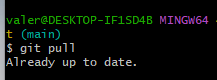 valer@DESKTOP-IF1SD4B MINGW64
t (main)
$ git pull
Already up to date.